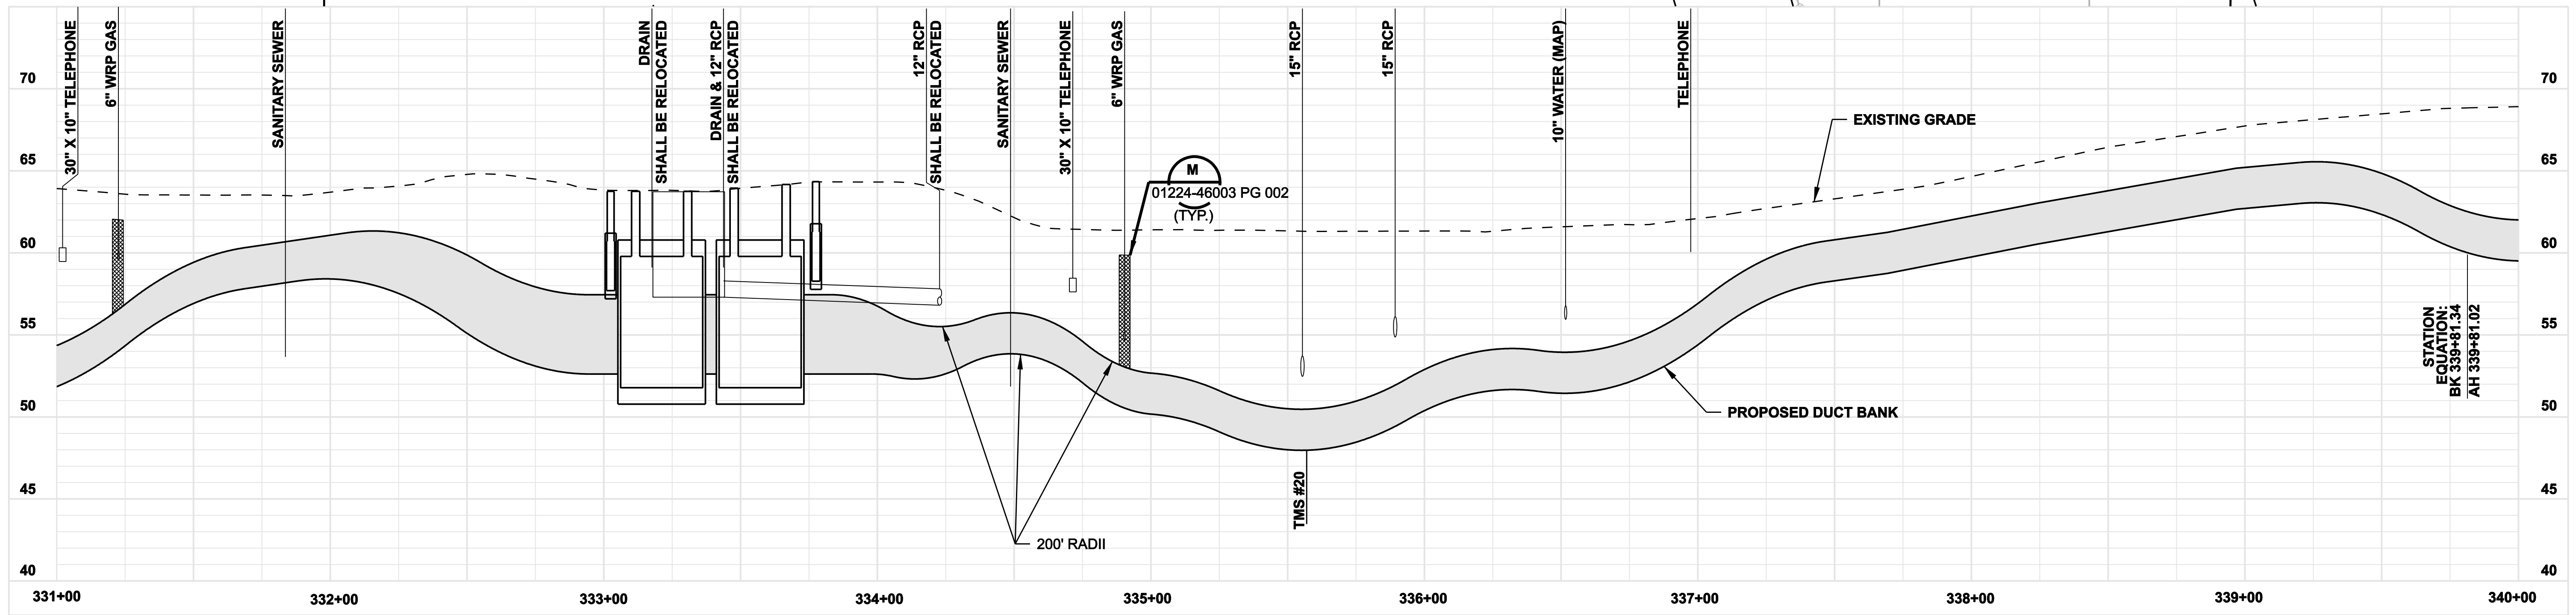 30" X 10" TELEPHONE
6" WRP GAS
SANITARY SEWER
DRAIN
SHALL BE RELOCATED
DRAIN & 12" RCP
SHALL BE RELOCATED
12" RCP
SHALL BE RELOCATED
SANITARY SEWER
30" X 10" TELEPHONE
6" WRP GAS
15" RCP
15" RCP
10" WATER (MAP)
TELEPHONE
70
70
EXISTING GRADE
65
65
M
01224-46003 PG 002
(TYP.)
60
60
55
55
STATION
EQUATION:
BK 339+81.34
AH 339+81.02
50
50
PROPOSED DUCT BANK
45
45
TMS #20
200' RADII
40
40
331+00
332+00
333+00
334+00
335+00
336+00
337+00
338+00
339+00
340+00